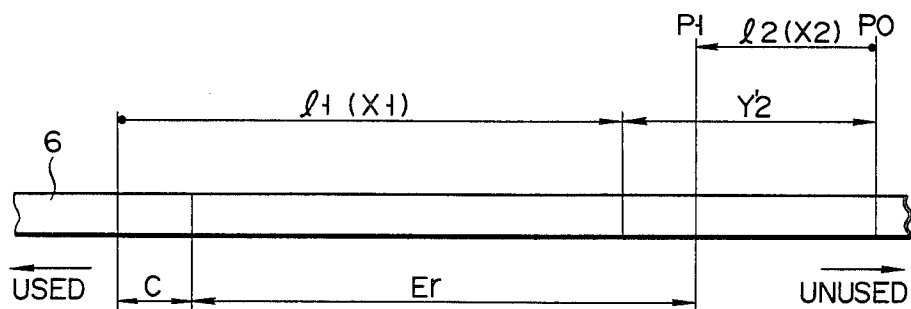 P1 P0
ℓ2(X2)
ℓ1(X1) Y'2
6
USED C Er UNUSED